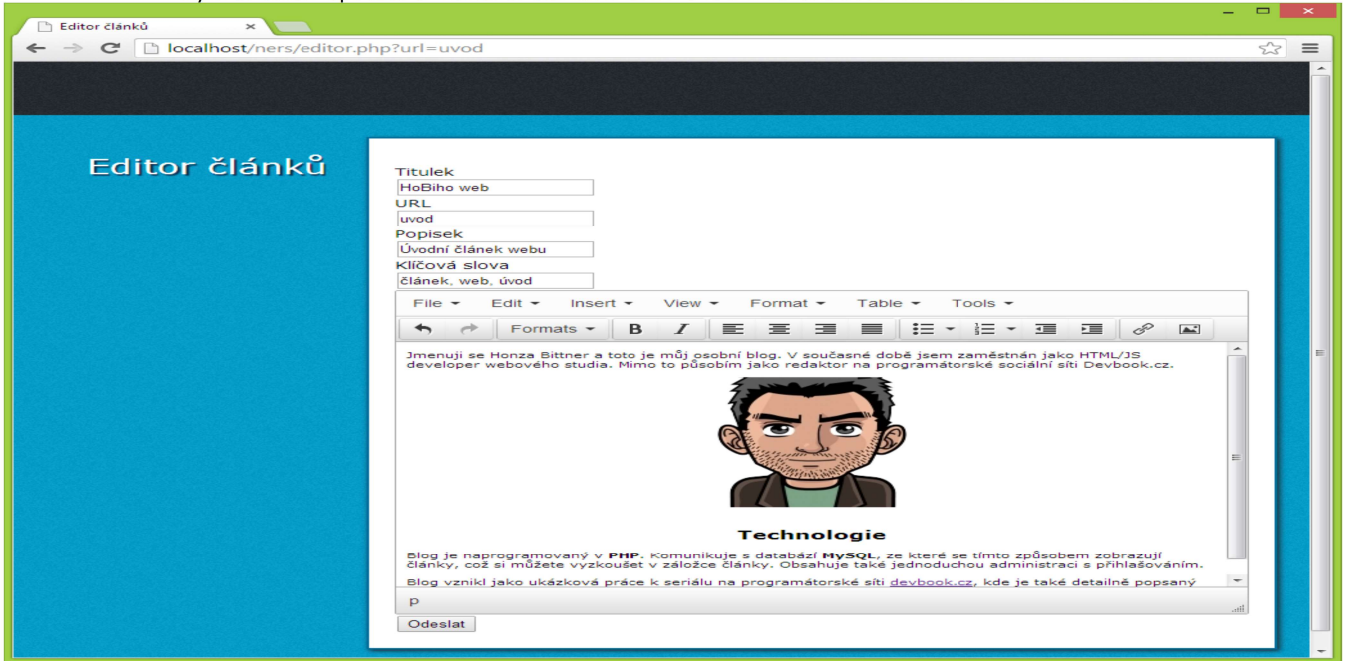 Editor článků
localhost/ners/editor.php?url=uvod
Editor článků
Titulek
HoBiho web
URL
uvod
Popisek
Úvodní článek webu
Klíčová slova
článek, web, úvod
File Edit Insert View Format Table Tools
Formats B I
Jmenuji se Honza Bittner a toto je můj osobní blog. V současné době jsem zaměstnán jako HTML/JS
developer webového studia. Mimo to působím jako redaktor na programátorské sociální síti Devbook.cz.
Technologie
Blog je naprogramovaný v PHP. Komunikuje s databází MySQL, ze které se tímto způsobem zobrazují
články, což si můžete vyzkoušet v záložce články. Obsahuje také jednoduchou administraci s přihlašováním.
Blog vznikl jako ukázková práce k seriálu na programátorské síti devbook.cz, kde je také detailně popsaný
p
Odeslat